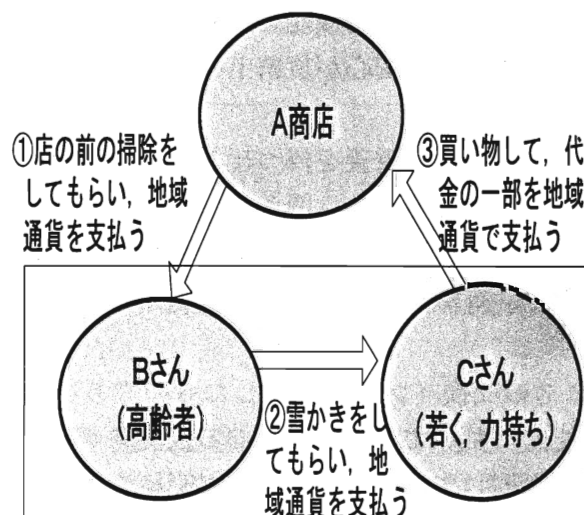 A商店
①店の前の掃除を
してもらい，地域
通貨を支払う
③買い物して，代
金の一部を地域
通貨で支払う
Bさん
(高齢者)
②雪かきをし
てもらい，地
域通貨を支払う
Cさん
(若く，力持ち)